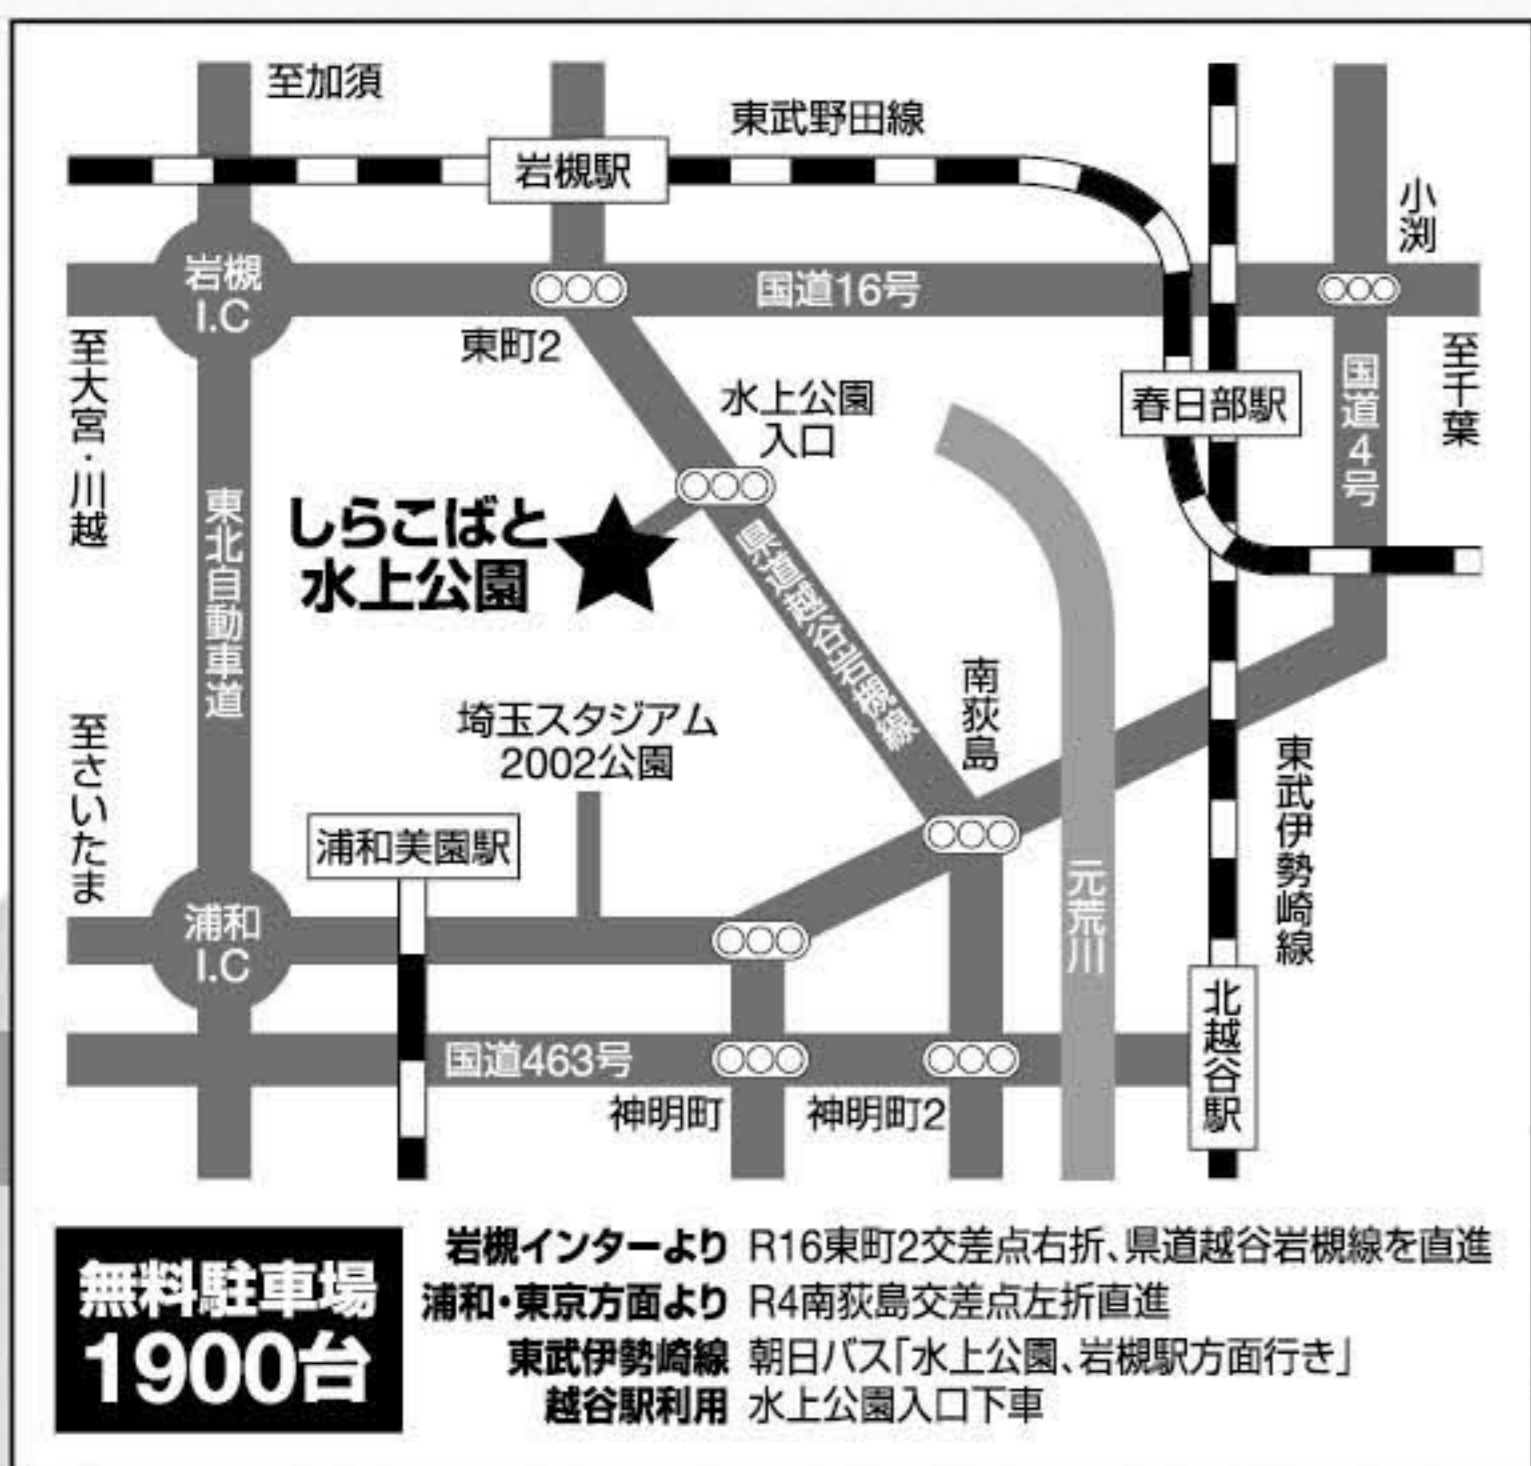 至加須
東武野田線
岩槻駅
小渕
岩槻
I.C
国道16号
東町2
至大宮・川越
水上公園
入口
春日部駅
国道4号
至千葉
東北自動車道
しらこばと
水上公園
県道越谷岩槻線
南荻島
至さいたま
埼玉スタジアム
2002公園
浦和美園駅
東武伊勢崎線
元荒川
浦和
I.C
北越谷駅
国道463号
神明町
神明町2
無料駐車場
1900台
岩槻インターより R16東町2交差点右折、県道越谷岩槻線を直進
浦和・東京方面より R4南荻島交差点左折直進
東武伊勢崎線 朝日バス「水上公園、岩槻駅方面行き」
越谷駅利用 水上公園入口下車